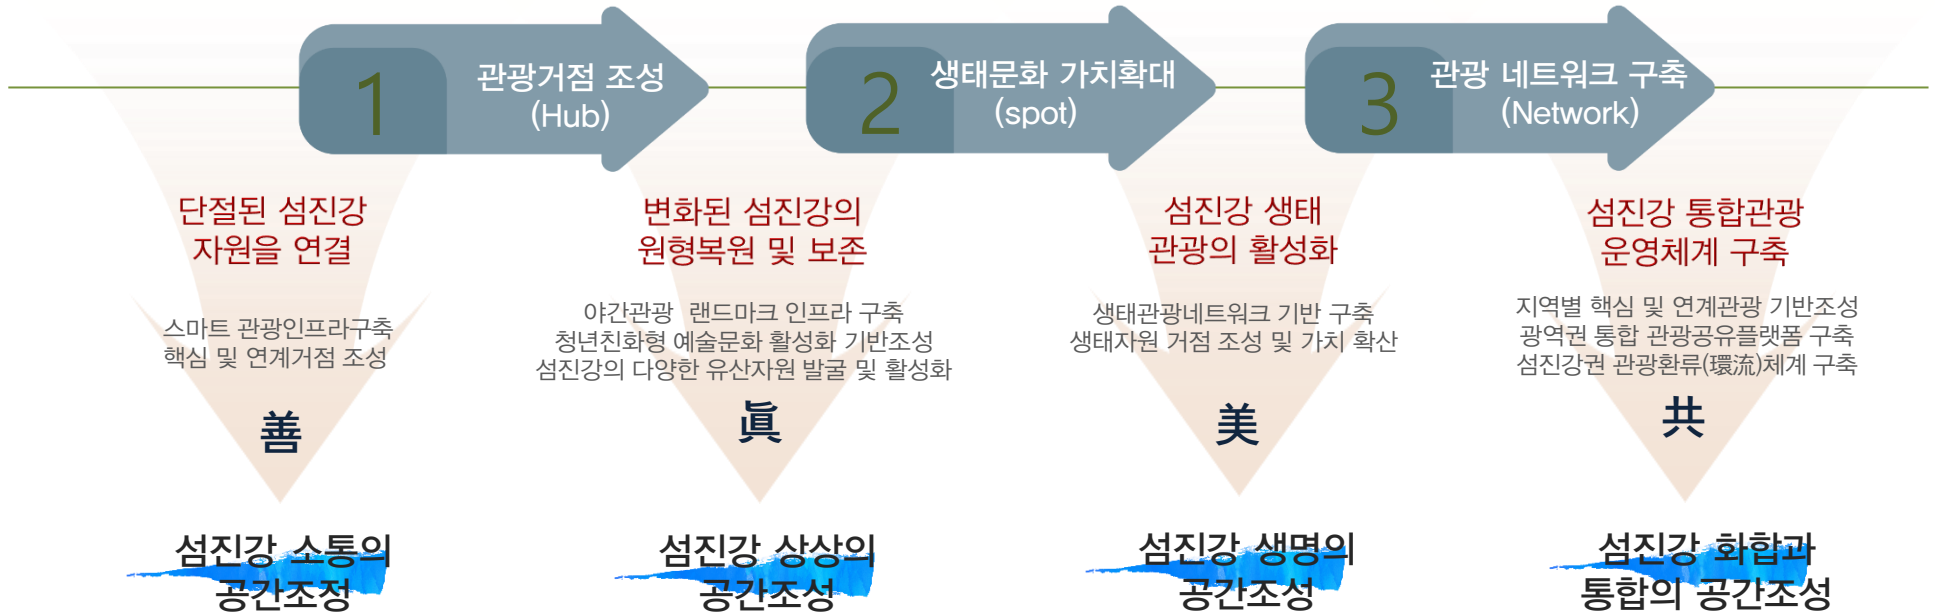 1
관광거점 조성
(Hub)
2
생태문화 가치확대
(spot)
3
관광 네트워크 구축
(Network)
단절된 섬진강
자원을 연결
스마트 관광인프라구축
핵심 및 연계거점 조성
善
섬진강 소통의
공간조정
변화된 섬진강의
원형복원 및 보존
야간관광 랜드마크 인프라 구축
청년친화형 예술문화 활성화 기반조성
섬진강의 다양한 유산자원 발굴 및 활성화
眞
섬진강 상상의
공간조성
섬진강 생태
관광의 활성화
생태관광네트워크 기반 구축
생태자원 거점 조성 및 가치 확산
美
섬진강 생명의
공간조성
섬진강 통합관광
운영체계 구축
지역별 핵심 및 연계관광 기반조성
광역권 통합 관광공유플랫폼 구축
섬진강권 관광환류(環流)체계 구축
共
섬진강 화합과
통합의 공간조성